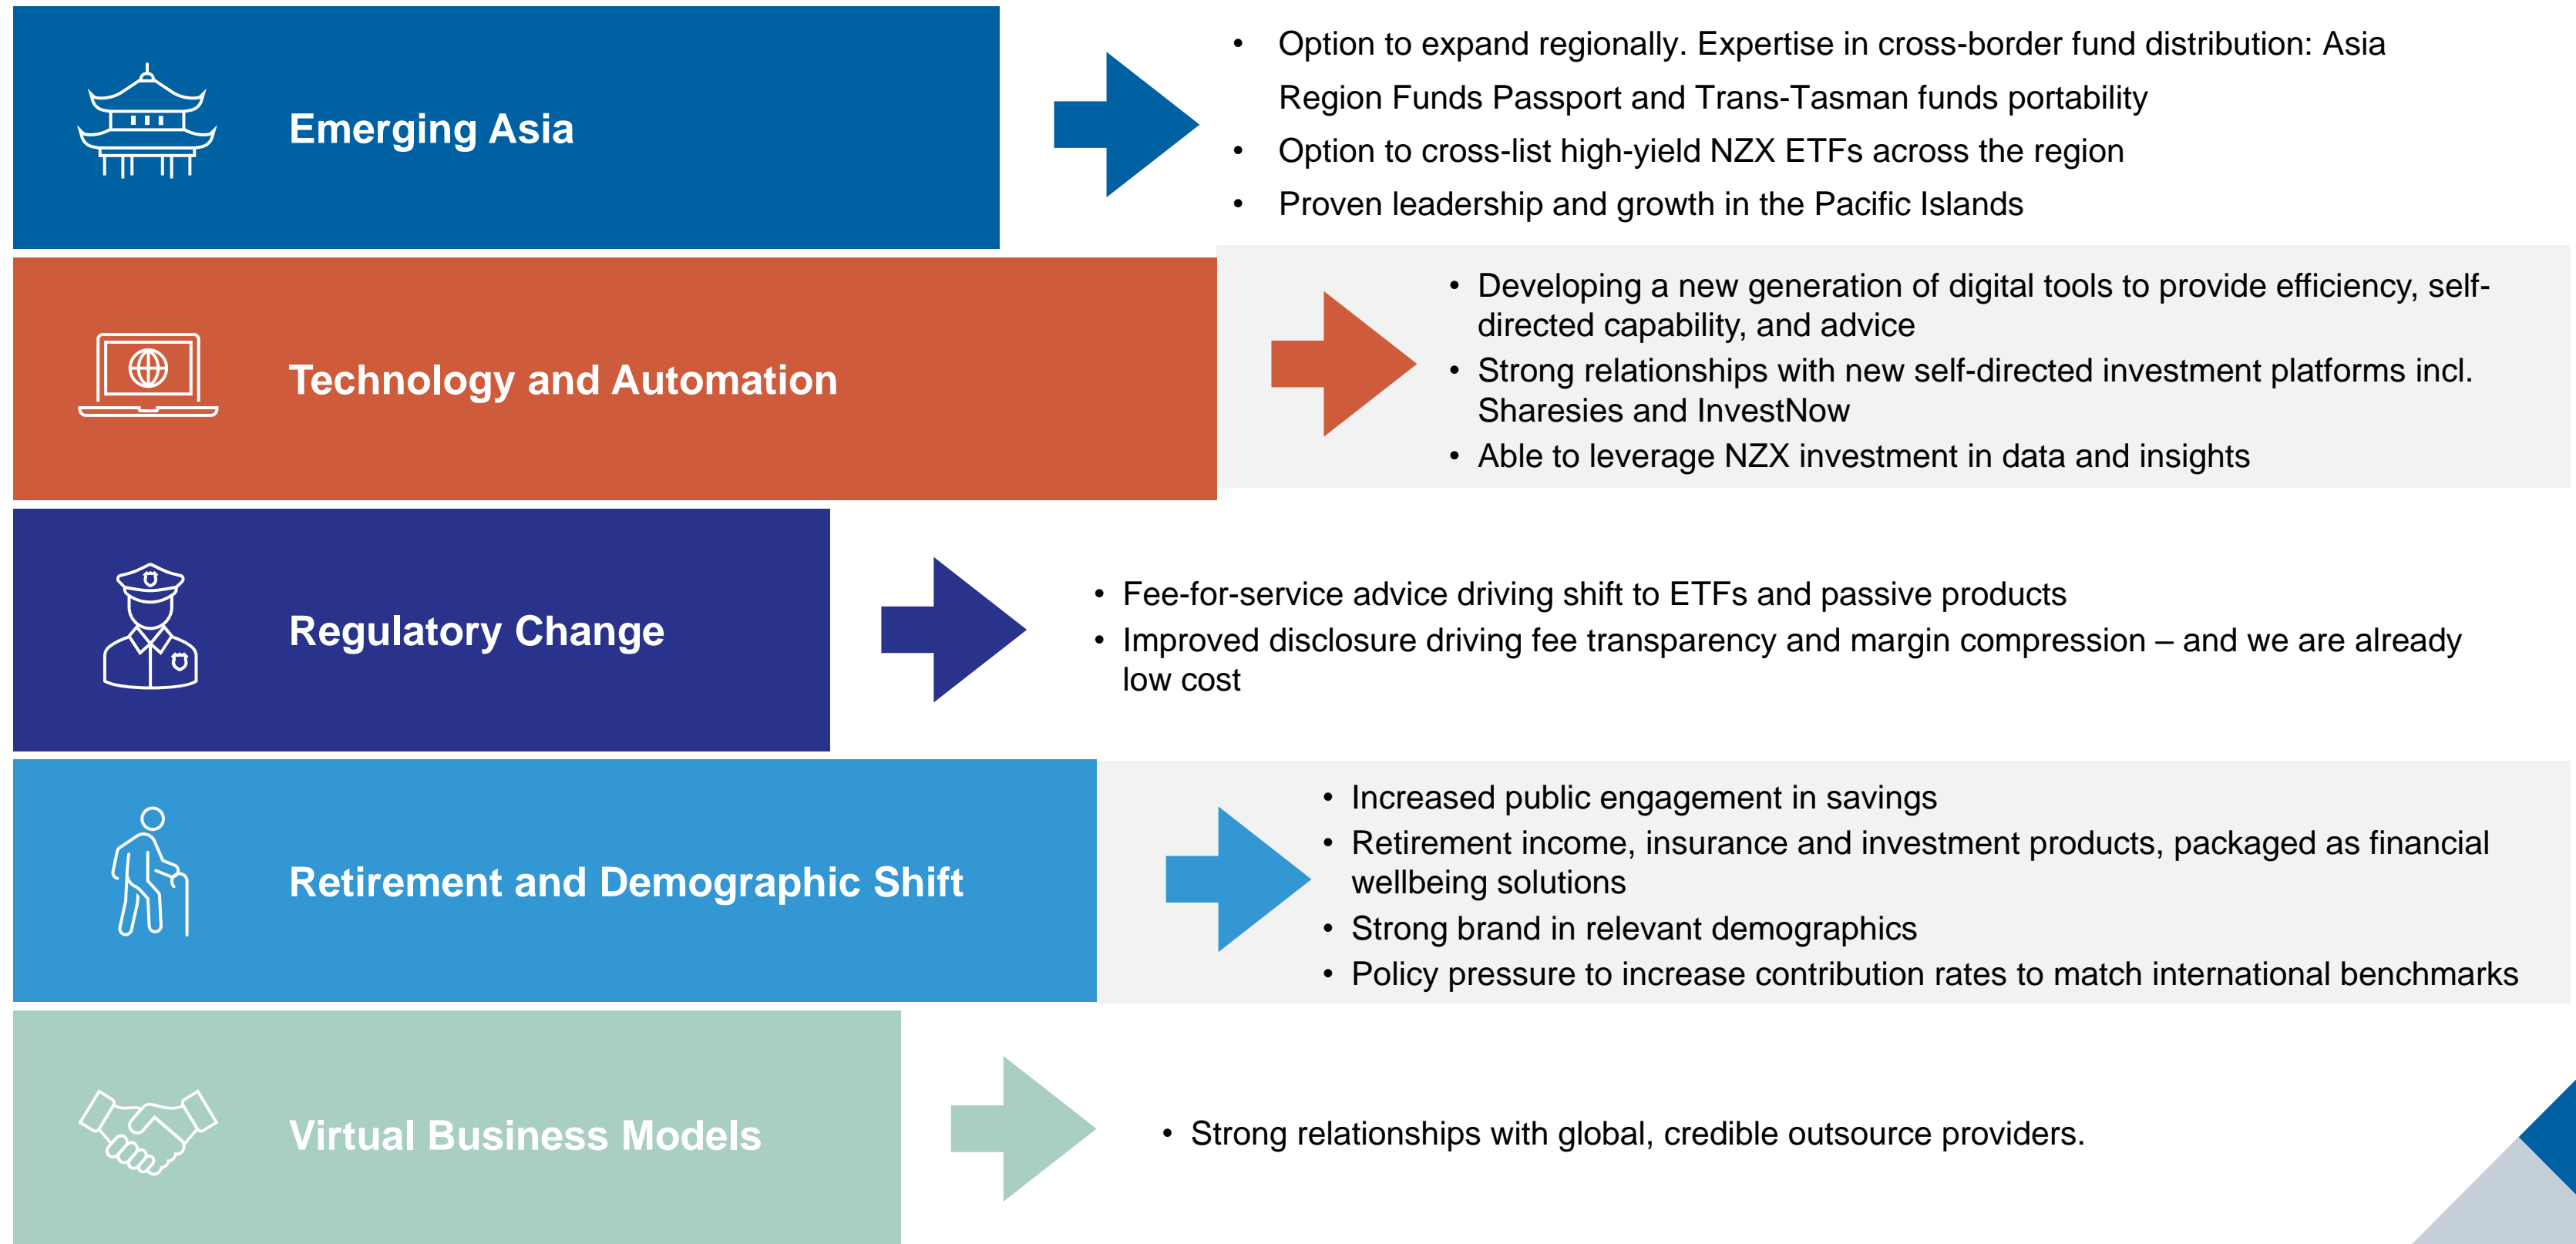 Emerging Asia
• Option to expand regionally. Expertise in cross-border fund distribution: Asia
Region Funds Passport and Trans-Tasman funds portability
• Option to cross-list high-yield NZX ETFs across the region
• Proven leadership and growth in the Pacific Islands
Technology and Automation
• Developing a new generation of digital tools to provide efficiency, self-
directed capability, and advice
• Strong relationships with new self-directed investment platforms incl.
Sharesies and InvestNow
• Able to leverage NZX investment in data and insights
Regulatory Change
• Fee-for-service advice driving shift to ETFs and passive products
• Improved disclosure driving fee transparency and margin compression – and we are already
low cost
Retirement and Demographic Shift
• Increased public engagement in savings
• Retirement income, insurance and investment products, packaged as financial
wellbeing solutions
• Strong brand in relevant demographics
• Policy pressure to increase contribution rates to match international benchmarks
Virtual Business Models
• Strong relationships with global, credible outsource providers.